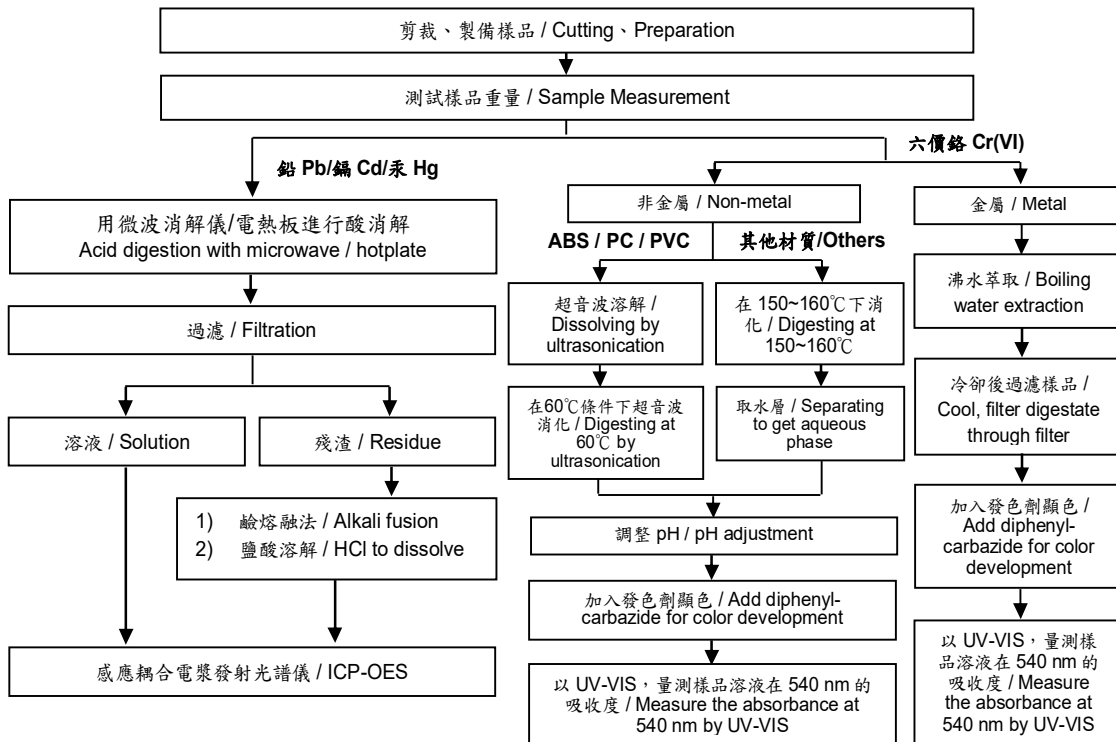 剪裁、製備樣品 / Cutting、Preparation
測試樣品重量 / Sample Measurement
鉛 Pb/鎘 Cd/汞 Hg
六價鉻 Cr(VI)
用微波消解儀/電熱板進行酸消解
Acid digestion with microwave / hotplate
過濾 / Filtration
溶液 / Solution
殘渣 / Residue
1) 鹼熔融法 / Alkali fusion
2) 鹽酸溶解 / HCl to dissolve
感應耦合電漿發射光譜儀 / ICP-OES
非金屬 / Non-metal
ABS / PC / PVC
其他材質/Others
超音波溶解 /
Dissolving by
ultrasonication
在60℃條件下超音波
消化 / Digesting at
60℃ by
ultrasonication
在 150~160℃下消
化 / Digesting at
150~160℃
取水層 / Separating
to get aqueous
phase
調整 pH / pH adjustment
加入發色劑顯色 / Add diphenyl-
carbazide for color development
以 UV-VIS，量測樣品溶液在 540 nm 的
吸收度 / Measure the absorbance at
540 nm by UV-VIS
金屬 / Metal
沸水萃取 / Boiling
water extraction
冷卻後過濾樣品 /
Cool, filter digestate
through filter
加入發色劑顯色 /
Add diphenyl-
carbazide for color
development
以 UV-VIS，量測樣
品溶液在 540 nm 的
吸收度 / Measure
the absorbance at
540 nm by UV-VIS